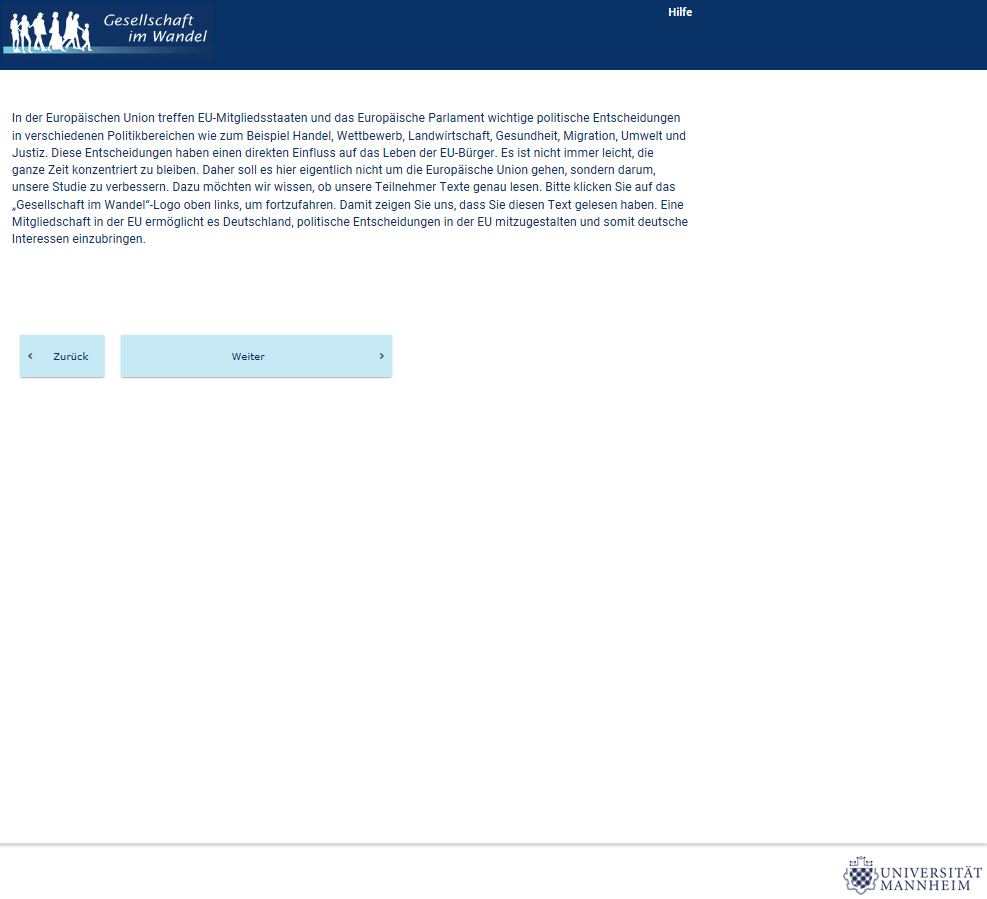 Gesellschaft
im Wandel
Hilfe
In der Europäischen Union treffen EU-Mitgliedsstaaten und das Europäische Parlament wichtige politische Entscheidungen
in verschiedenen Politikbereichen wie zum Beispiel Handel, Wettbewerb, Landwirtschaft, Gesundheit, Migration, Umwelt und
Justiz. Diese Entscheidungen haben einen direkten Einfluss auf das Leben der EU-Bürger. Es ist nicht immer leicht, die
ganze Zeit konzentriert zu bleiben. Daher soll es hier eigentlich nicht um die Europäische Union gehen, sondern darum,
unsere Studie zu verbessern. Dazu möchten wir wissen, ob unsere Teilnehmer Texte genau lesen. Bitte klicken Sie auf das
„Gesellschaft im Wandel“-Logo oben links, um fortzufahren. Damit zeigen Sie uns, dass Sie diesen Text gelesen haben. Eine
Mitgliedschaft in der EU ermöglicht es Deutschland, politische Entscheidungen in der EU mitzugestalten und somit deutsche
Interessen einzubringen.
Zurück
Weiter
UNIVERSITÄT
MANNHEIM